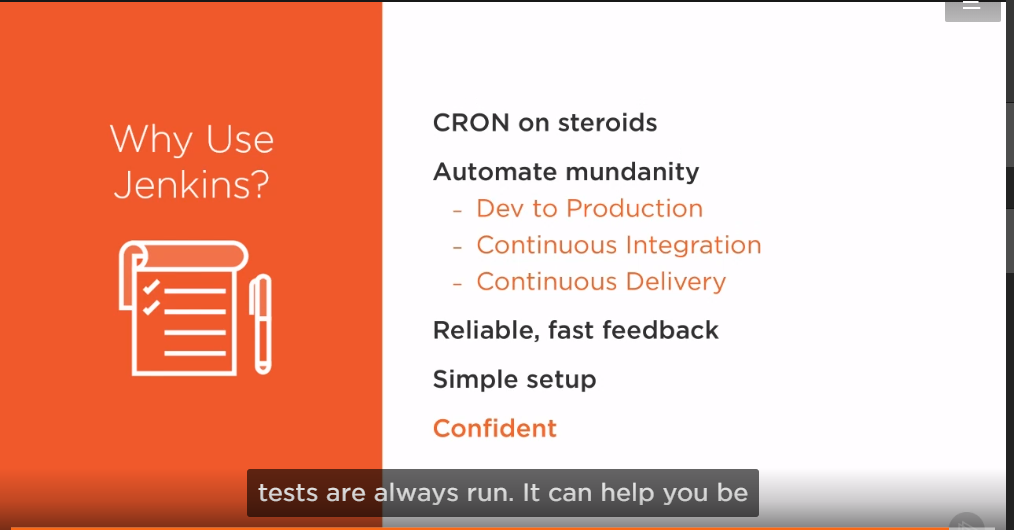 Why Use
Jenkins?
CRON on steroids
Automate mundanity
- Dev to Production
- Continuous Integration
- Continuous Delivery
Reliable, fast feedback
Simple setup
Confident
tests are always run. It can help you be